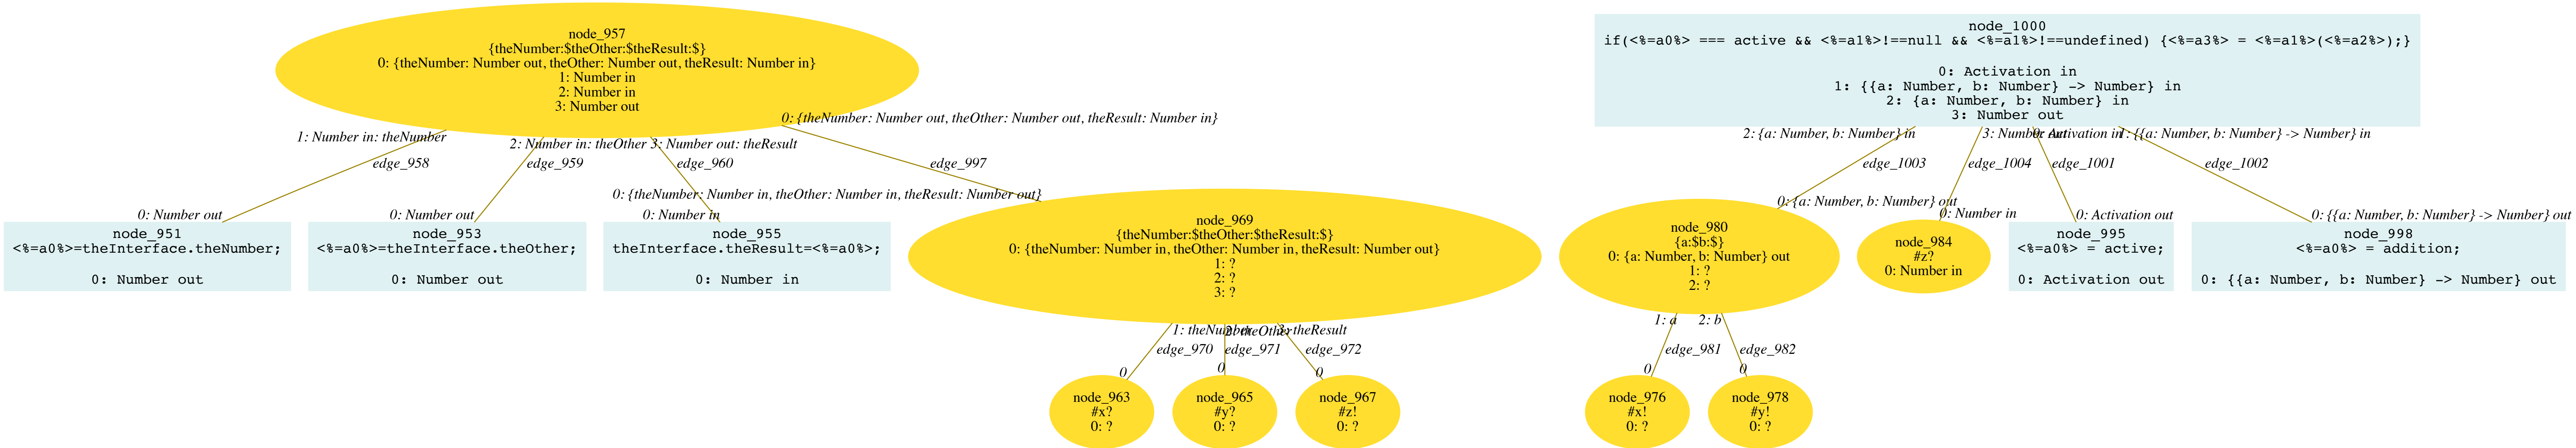 node_957
{theNumber:$theOther:$theResult:$}
0: {theNumber: Number out, theOther: Number out, theResult: Number in}
1: Number in
2: Number in
3: Number out
node_1000
if(<%=a0%> === active && <%=a1%>!==null && <%=a1%>!==undefined) {<%=a3%> = <%=a1%>(<%=a2%>);}
0: Activation in
1: {{a: Number, b: Number} -> Number} in
2: {a: Number, b: Number} in
3: Number out
0: {theNumber: Number out, theOther: Number out, theResult: Number in}
1: Number in: theNumber
2: Number in: theOther
3: Number out: theResult
2: {a: Number, b: Number} in
3: Number out
0: Activation in
1: {{a: Number, b: Number} -> Number} in
edge_958
edge_959
edge_960
edge_997
edge_1003
edge_1004
edge_1001
edge_1002
0: {theNumber: Number in, theOther: Number in, theResult: Number out}
0: Number out
0: Number out
0: Number in
0: {a: Number, b: Number} out
0: Number in
0: Activation out
0: {{a: Number, b: Number} -> Number} out
node_951
<%=a0%>=theInterface.theNumber;
0: Number out
node_953
<%=a0%>=theInterface.theOther;
0: Number out
node_955
theInterface.theResult=<%=a0%>;
0: Number in
node_969
{theNumber:$theOther:$theResult:$}
0: {theNumber: Number in, theOther: Number in, theResult: Number out}
1: ?
2: ?
3: ?
node_980
{a:$b:$}
0: {a: Number, b: Number} out
1: ?
2: ?
node_984
#z?
0: Number in
node_995
<%=a0%> = active;
0: Activation out
node_998
<%=a0%> = addition;
0: {{a: Number, b: Number} -> Number} out
1: theNumber
2: theOther
3: theResult
1: a
2: b
edge_970
edge_971
edge_972
edge_981
edge_982
0
0
0
0
0
node_963
#x?
0: ?
node_965
#y?
0: ?
node_967
#z!
0: ?
node_976
#x!
0: ?
node_978
#y!
0: ?